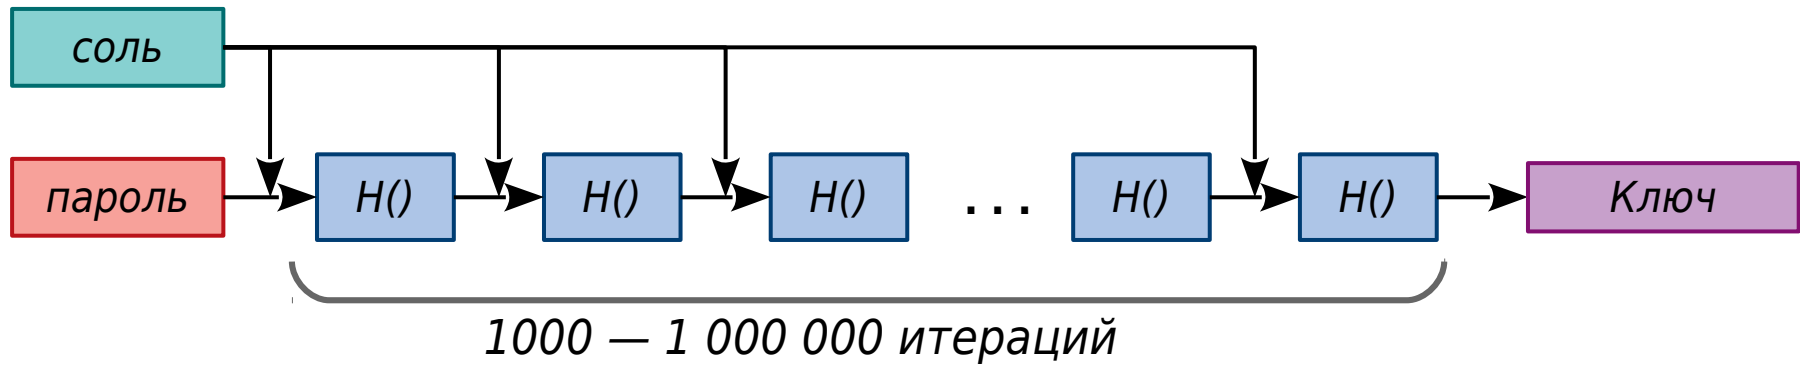 соль
пароль H() H() H() ... H() H() Ключ
1000 — 1 000 000 итераций